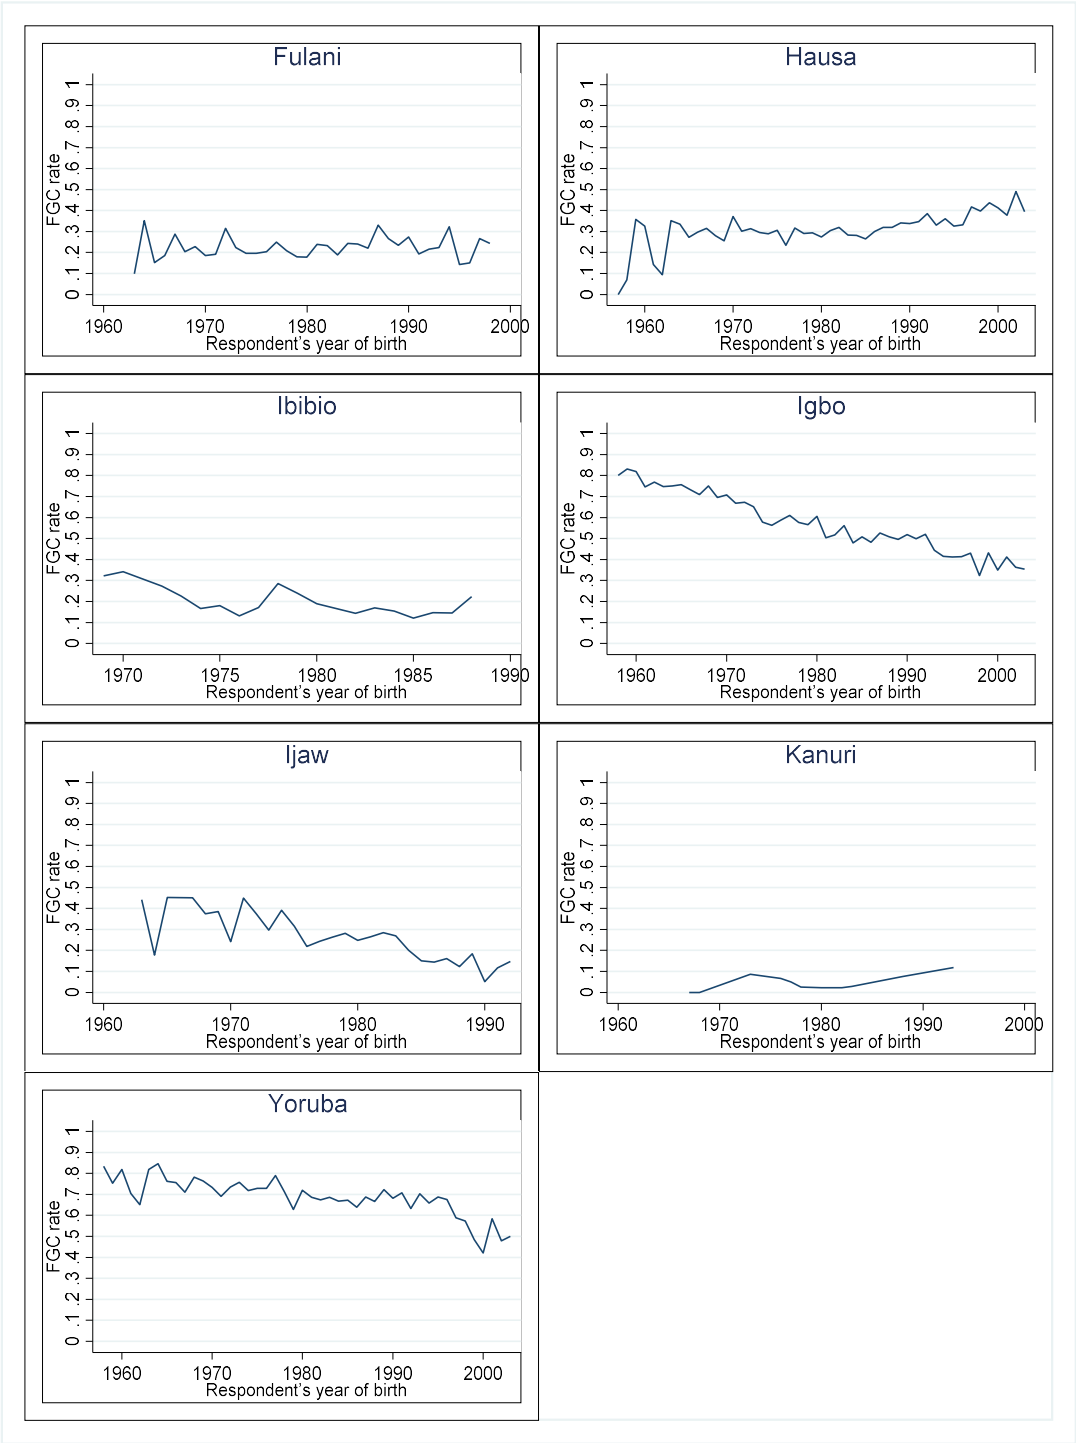 Fulani
FGC rate
0 .1 .2 .3 .4 .5 .6 .7 .8 .9 1
1960 1970 1980 1990 2000
Respondent's year of birth
Hausa
FGC rate
0 .1 .2 .3 .4 .5 .6 .7 .8 .9 1
1960 1970 1980 1990 2000
Respondent's year of birth
Ibibio
FGC rate
0 .1 .2 .3 .4 .5 .6 .7 .8 .9 1
1970 1975 1980 1985 1990
Respondent's year of birth
Igbo
FGC rate
0 .1 .2 .3 .4 .5 .6 .7 .8 .9 1
1960 1970 1980 1990 2000
Respondent's year of birth
Ijaw
FGC rate
0 .1 .2 .3 .4 .5 .6 .7 .8 .9 1
1960 1970 1980 1990
Respondent's year of birth
Kanuri
FGC rate
0 .1 .2 .3 .4 .5 .6 .7 .8 .9 1
1960 1970 1980 1990 2000
Respondent's year of birth
Yoruba
FGC rate
0 .1 .2 .3 .4 .5 .6 .7 .8 .9 1
1960 1970 1980 1990 2000
Respondent's year of birth